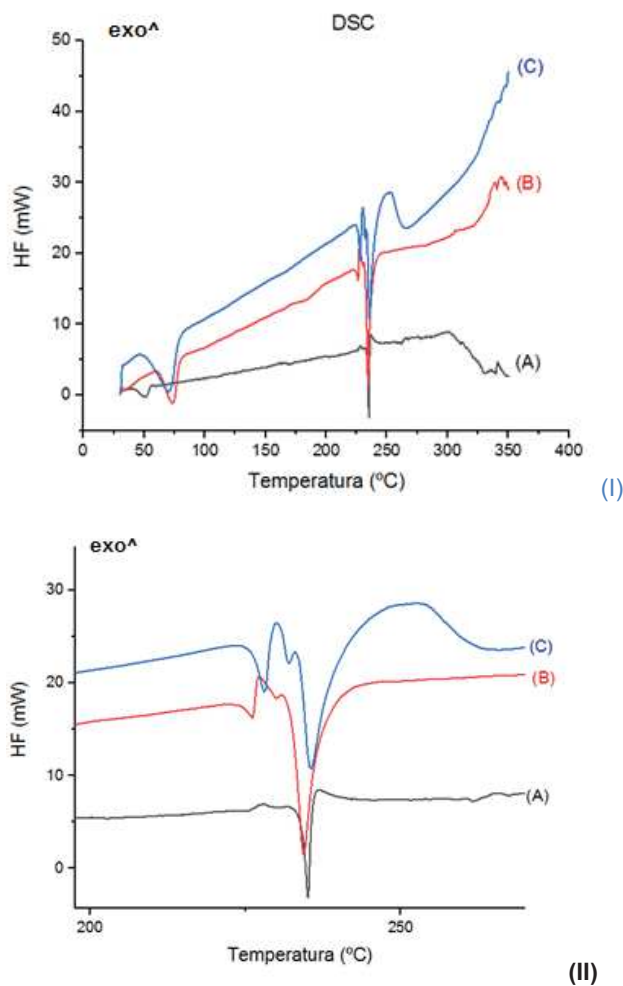 exo^ DSC
50
40
30
20
10
0
HF (mW)
(C)
(B)
(A)
0 50 100 150 200 250 300 350 400
Temperatura (ºC)
(I)
exo^
30
20
10
0
HF (mW)
(C)
(B)
(A)
200 250
Temperatura (ºC)
(II)